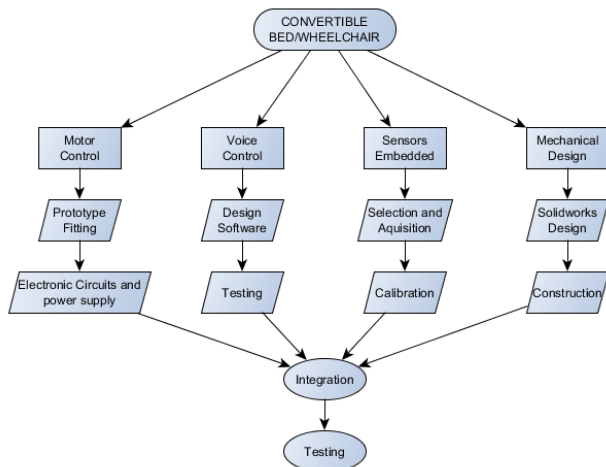 CONVERTIBLE
BED/WHEELCHAIR
Motor
Control
Voice
Control
Sensors
Embedded
Mechanical
Design
Prototype
Fitting
Design
Software
Selection and
Aquisition
Solidworks
Design
Electronic Circuits and
power supply
Testing
Calibration
Construction
Integration
Testing